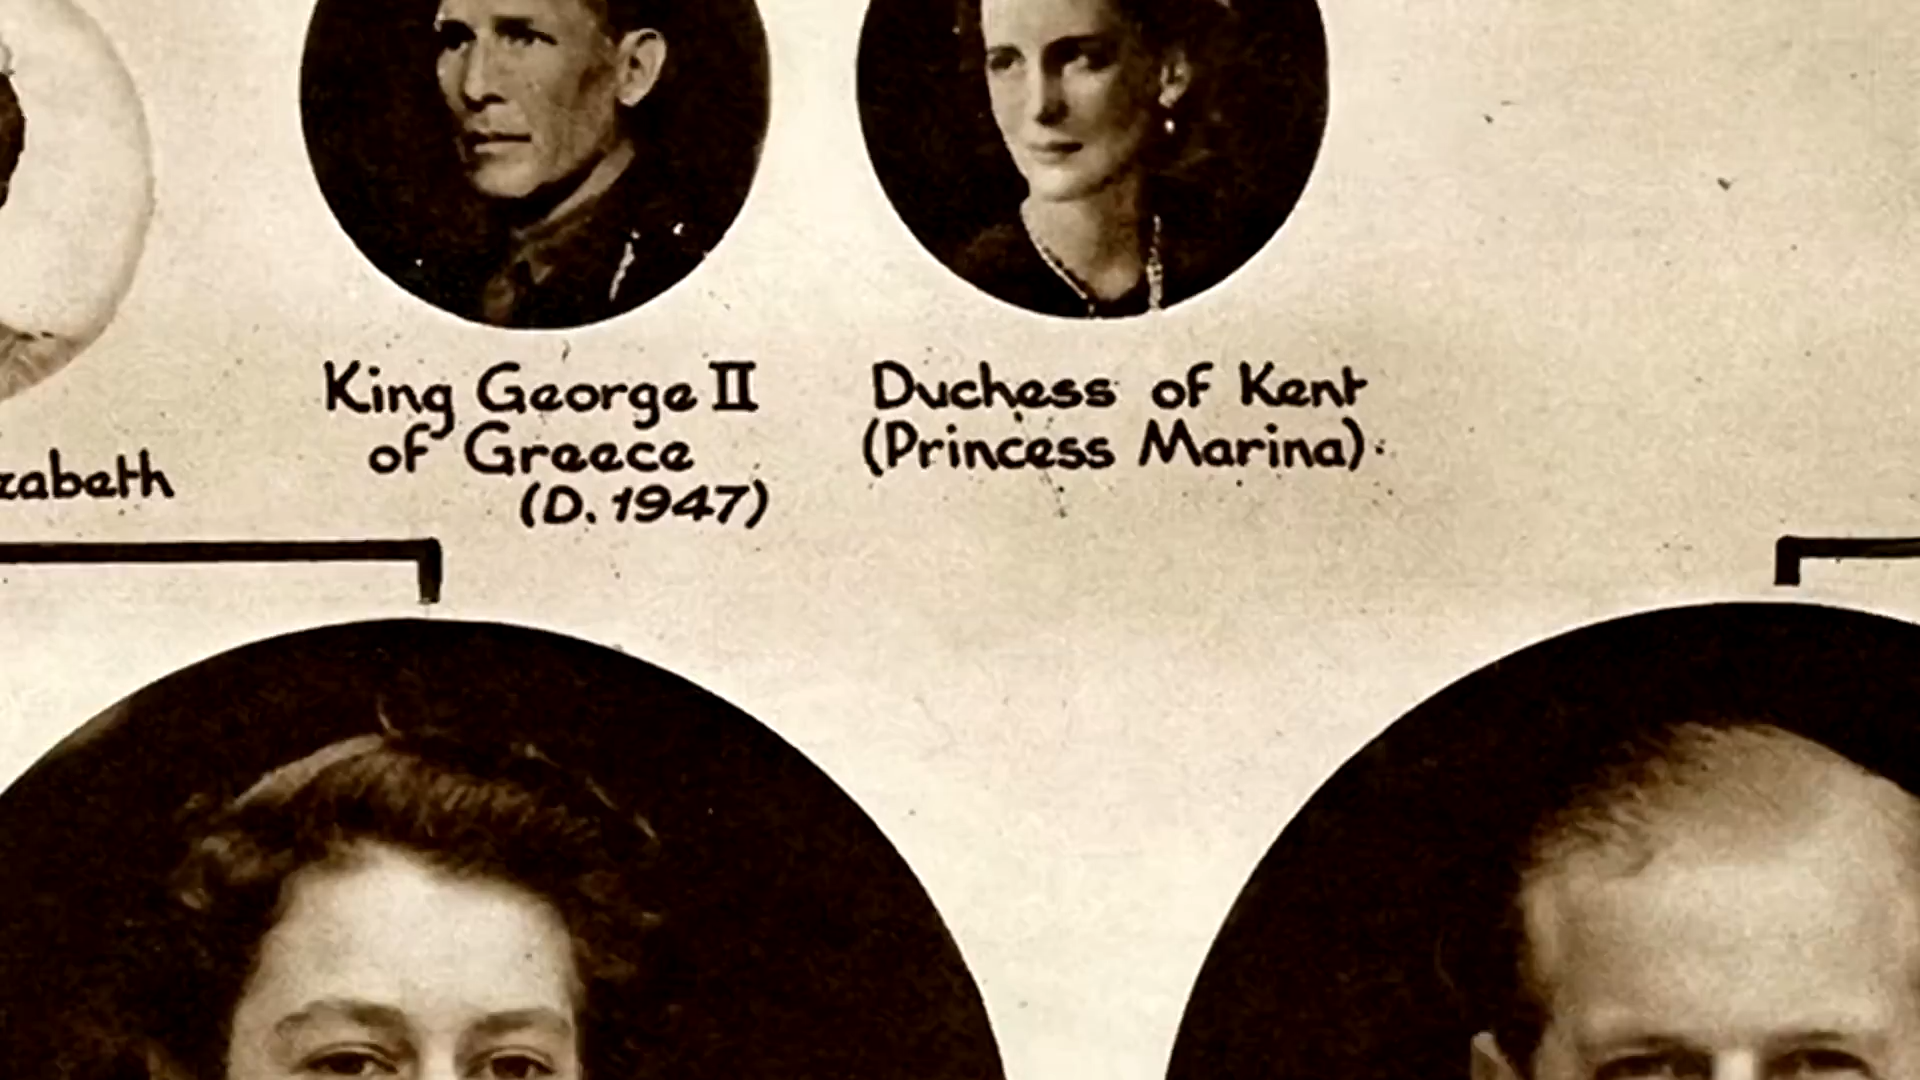 zabeth
King George II
of Greece
(D. 1947)
Duchess of Kent
(Princess Marina).